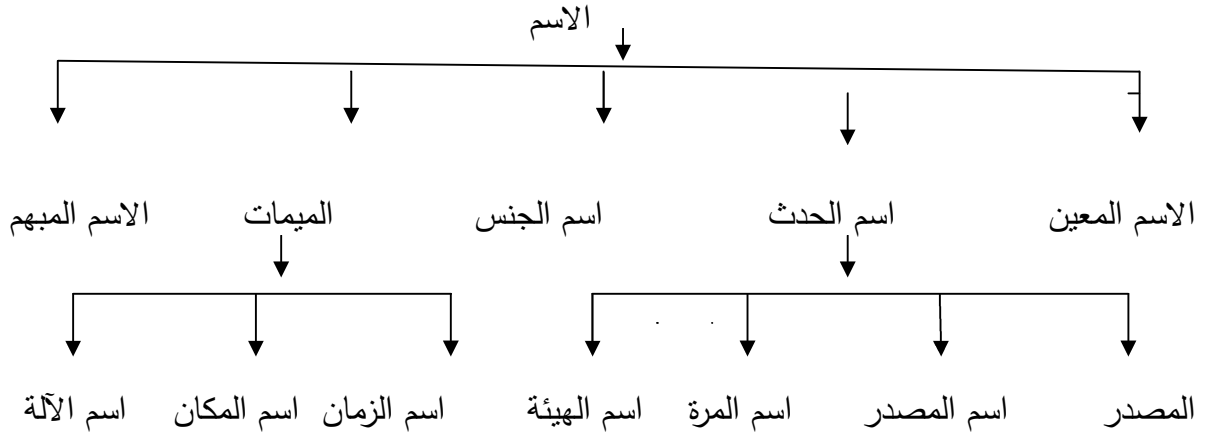 الاسم
الاسم المعين اسم الحدث اسم الجنس الميمات الاسم المبهم
المصدر اسم المصدر اسم المرة اسم الهيئة اسم الزمان اسم المكان اسم الآلة